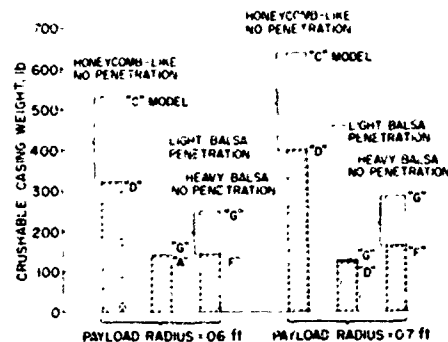 HONEYCOMB-LIKE
NO PENETRATION
"C" MODEL
700
HONEYCOMB-LIKE
NO PENETRATION
600
"C" MODEL
500
LIGHT BALSA
PENETRATION
LIGHT BALSA
PENETRATION
"D"
400
HEAVY BALSA
NO PENETRATION
HEAVY BALSA
NO PENETRATION
"D"
300
"G"
"G"
200
"G"
"A"
"F"
"G"
"D"
"F"
100
0
CRUSHABLE CASING WEIGHT, lb
PAYLOAD RADIUS = 0.6 ft
PAYLOAD RADIUS = 0.7 ft